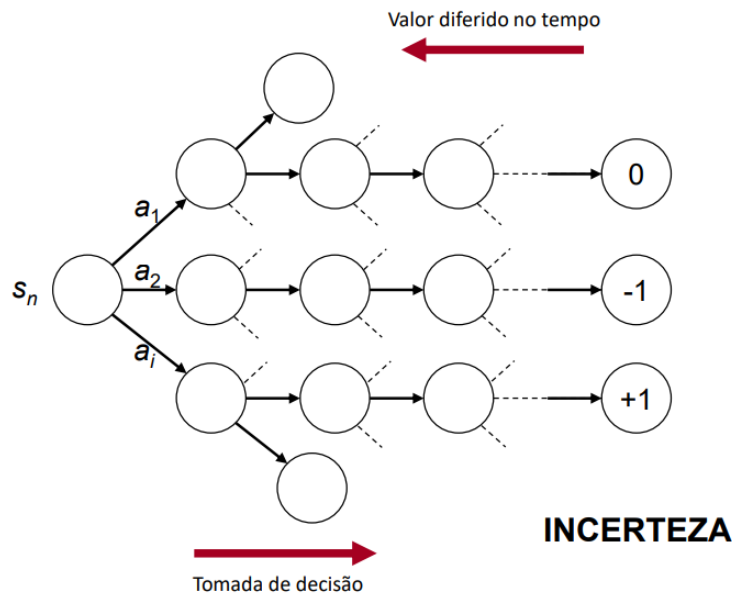 Valor diferido no tempo
0
a1
a2
sn
-1
ai
+1
INCERTEZA
Tomada de decisão